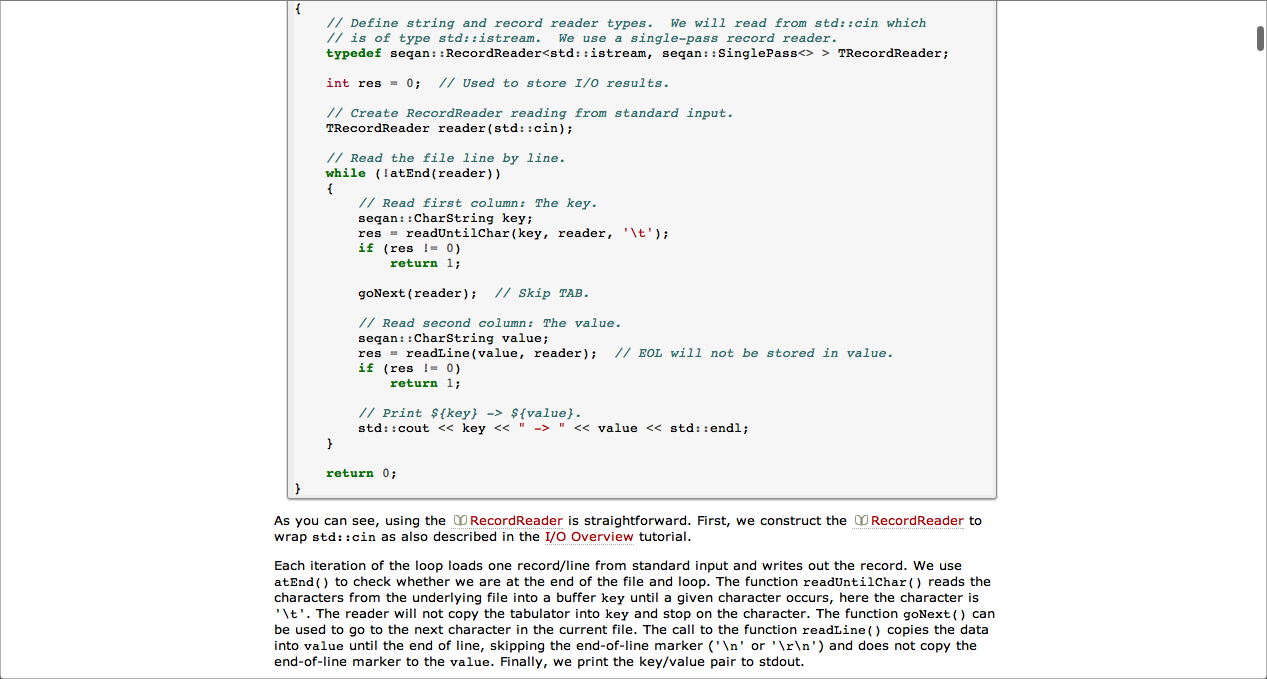 {
// Define string and record reader types.  We will read from std::cin which
// is of type std::istream.  We use a single-pass record reader.
typedef seqan::RecordReader<std::istream, seqan::SinglePass<> > TRecordReader;
int res = 0;  // Used to store I/O results.
// Create RecordReader reading from standard input.
TRecordReader reader(std::cin);
// Read the file line by line.
while (!atEnd(reader))
{
// Read first column: The key.
seqan::CharString key;
res = readUntilChar(key, reader, '\t');
if (res != 0)
return 1;
goNext(reader);  // Skip TAB.
// Read second column: The value.
seqan::CharString value;
res = readLine(value, reader);  // EOL will not be stored in value.
if (res != 0)
return 1;
// Print ${key} -> ${value}.
std::cout << key << " -> " << value << std::endl;
}
return 0;
}
As you can see, using the RecordReader is straightforward. First, we construct the RecordReader to
wrap std::cin as also described in the I/O Overview tutorial.
Each iteration of the loop loads one record/line from standard input and writes out the record. We use
atEnd() to check whether we are at the end of the file and loop. The function readUntilChar() reads the
characters from the underlying file into a buffer key until a given character occurs, here the character is
'\t'. The reader will not copy the tabulator into key and stop on the character. The function goNext() can
be used to go to the next character in the current file. The call to the function readLine() copies the data
into value until the end of line, skipping the end-of-line marker ('\n' or '\r\n') and does not copy the
end-of-line marker to the value. Finally, we print the key/value pair to stdout.